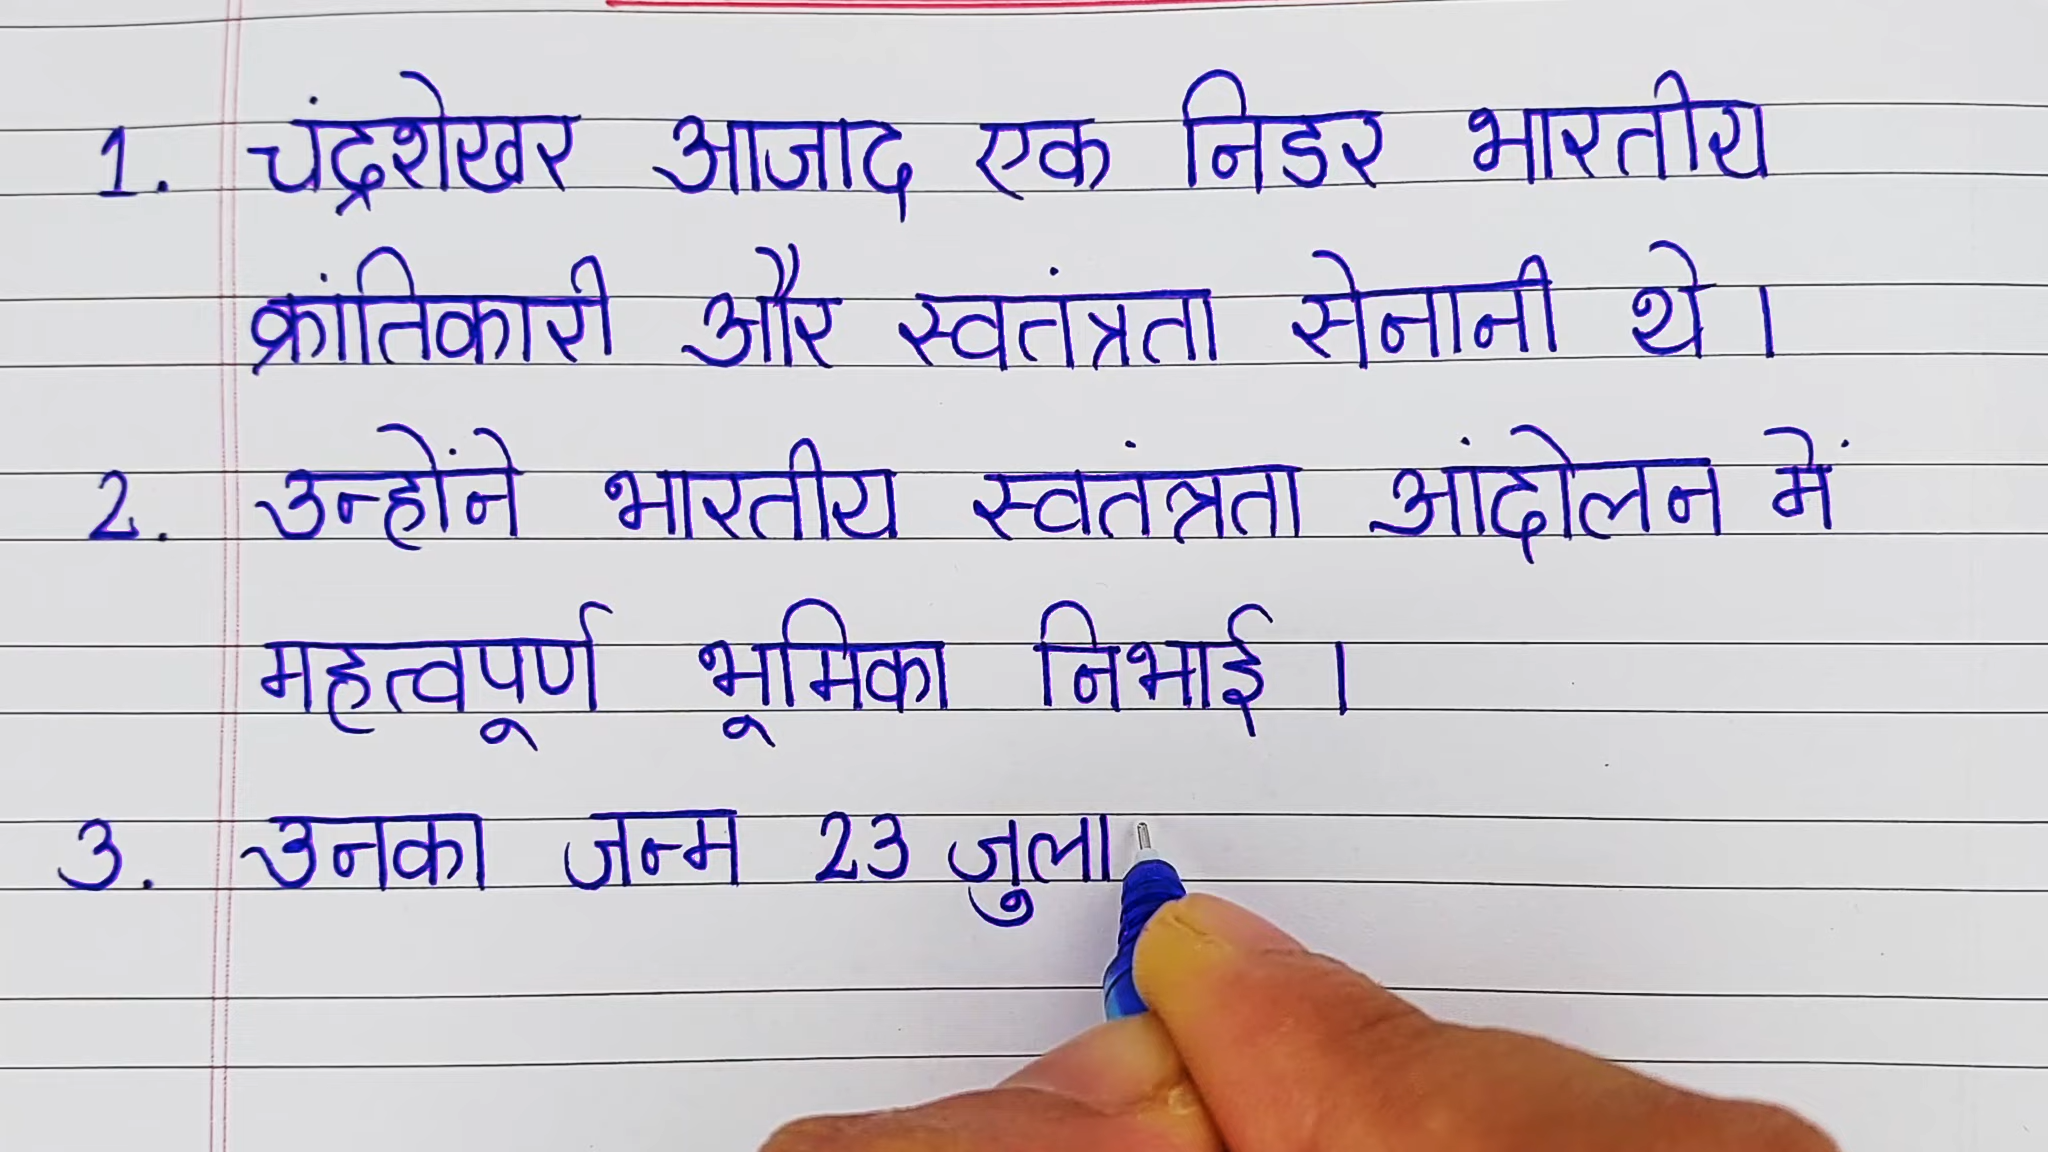 1. चंद्रशेखर आजाद एक निडर भारतीय
क्रांतिकारी और स्वतंत्रता सेनानी थे।
2. उन्होंने भारतीय स्वतंत्रता आंदोलन में
महत्वपूर्ण भूमिका निभाई।
3. उनका जन्म 23 जुला